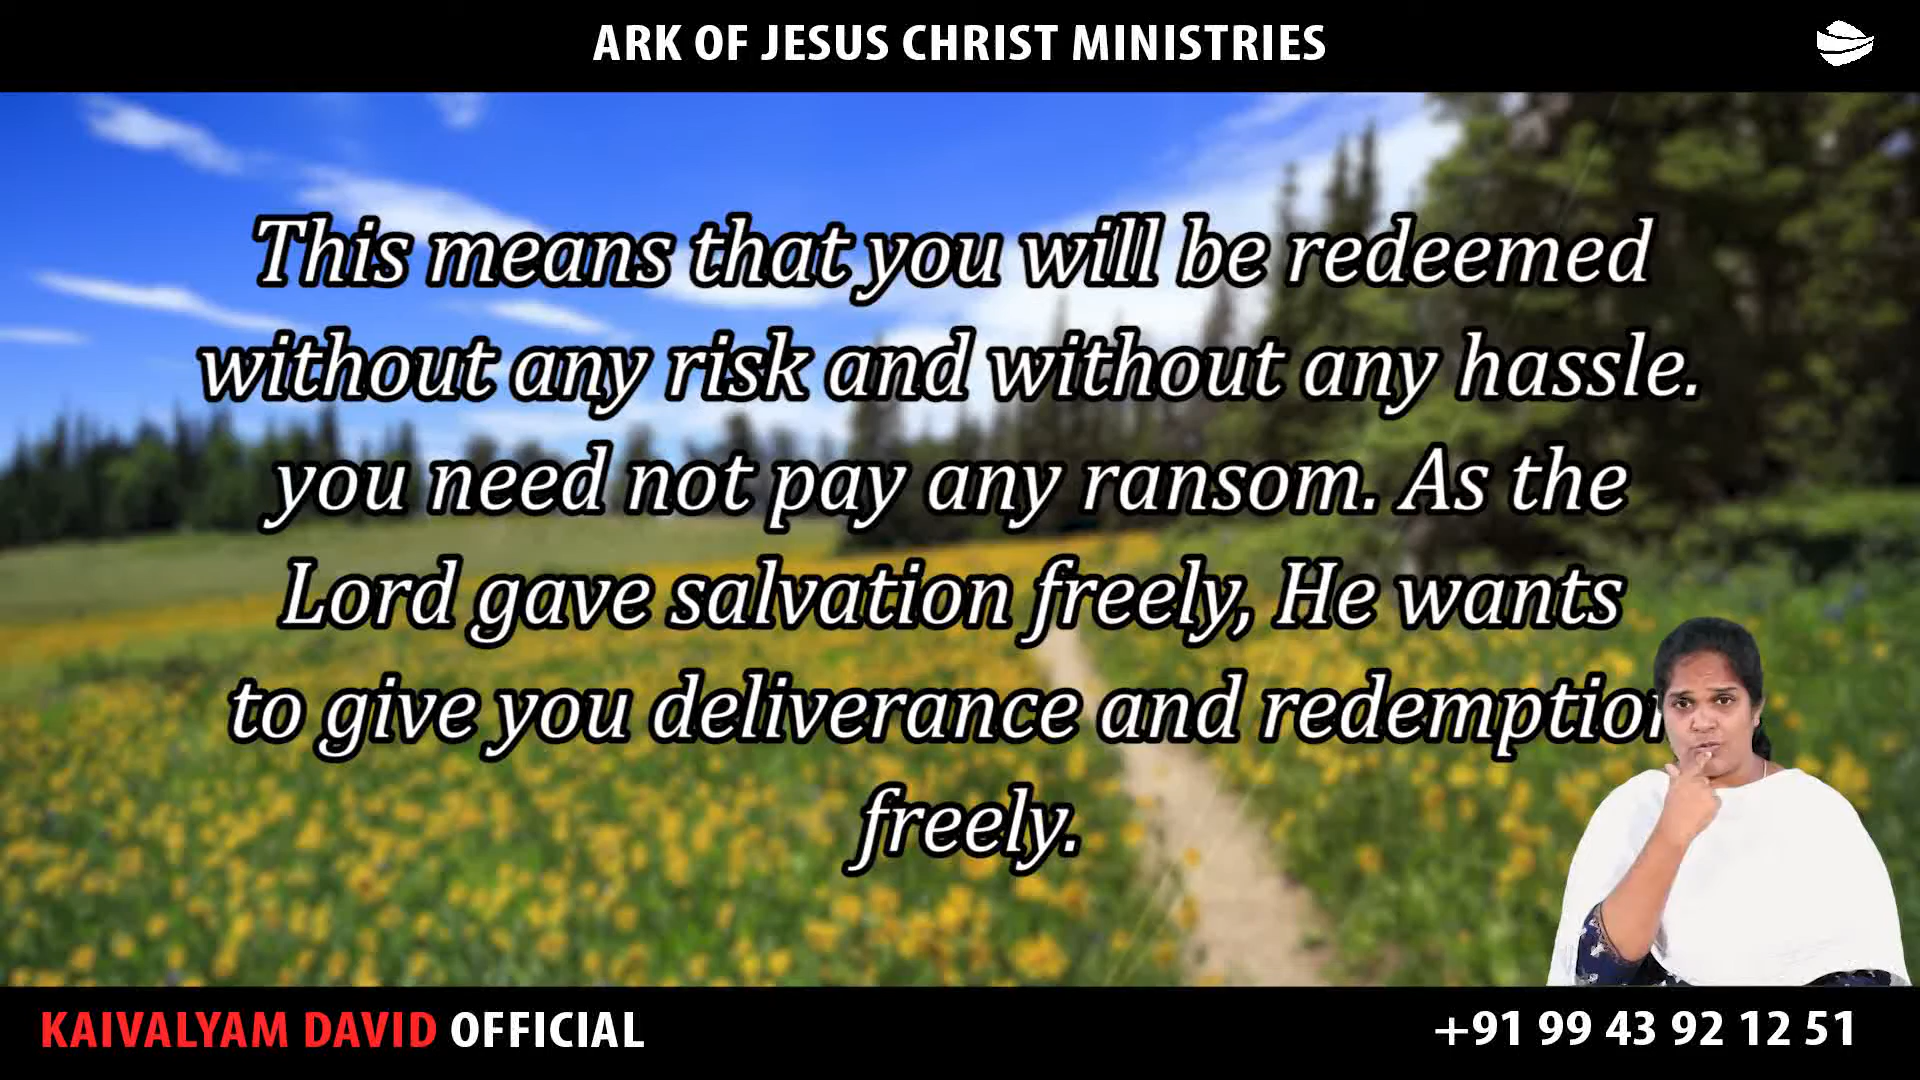 ARK OF JESUS CHRIST MINISTRIES
This means that you will be redeemed
without any risk and without any hassle.
you need not pay any ransom. As the
Lord gave salvation freely, He wants
to give you deliverance and redemption
freely.
KAIVALYAM DAVID OFFICIAL
+91 99 43 92 12 51